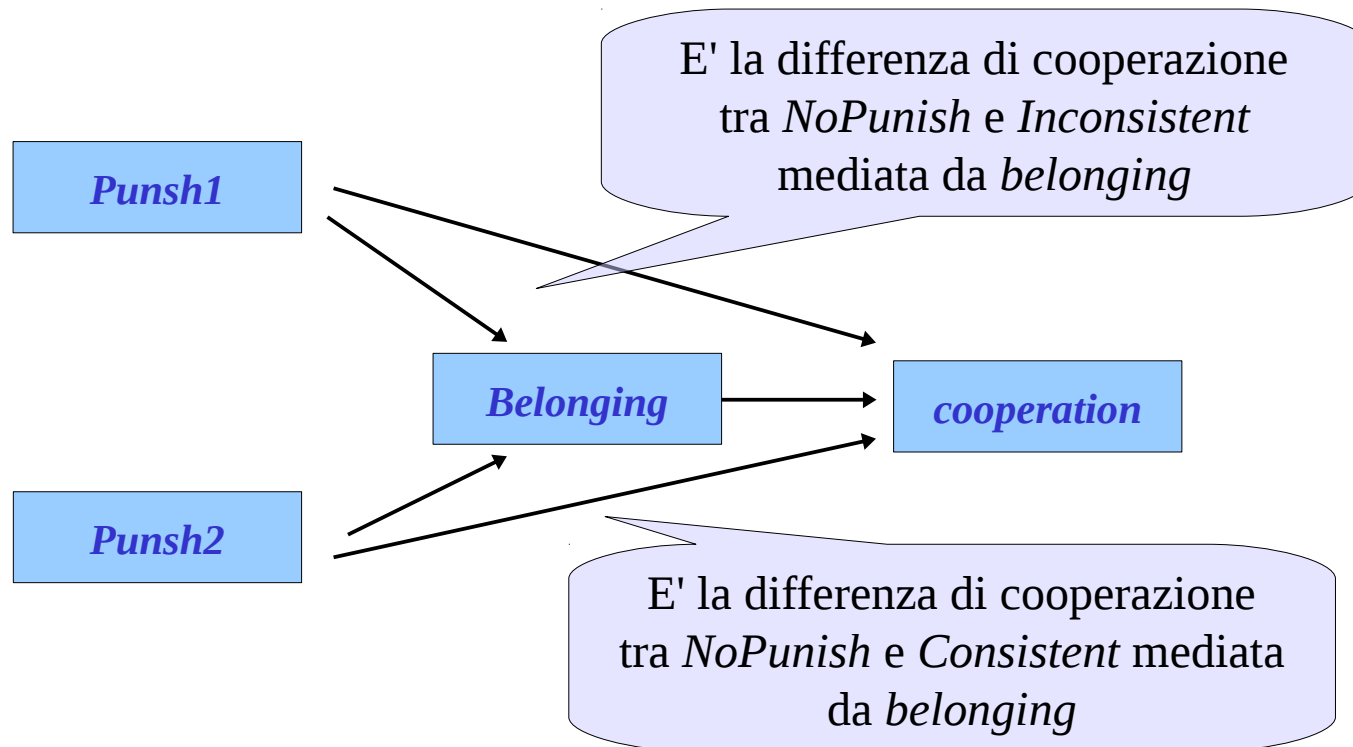 E' la differenza di cooperazione
tra NoPunish e Inconsistent
mediata da belonging
Punsh1
Belonging
cooperation
Punsh2
E' la differenza di cooperazione
tra NoPunish e Consistent mediata
da belonging